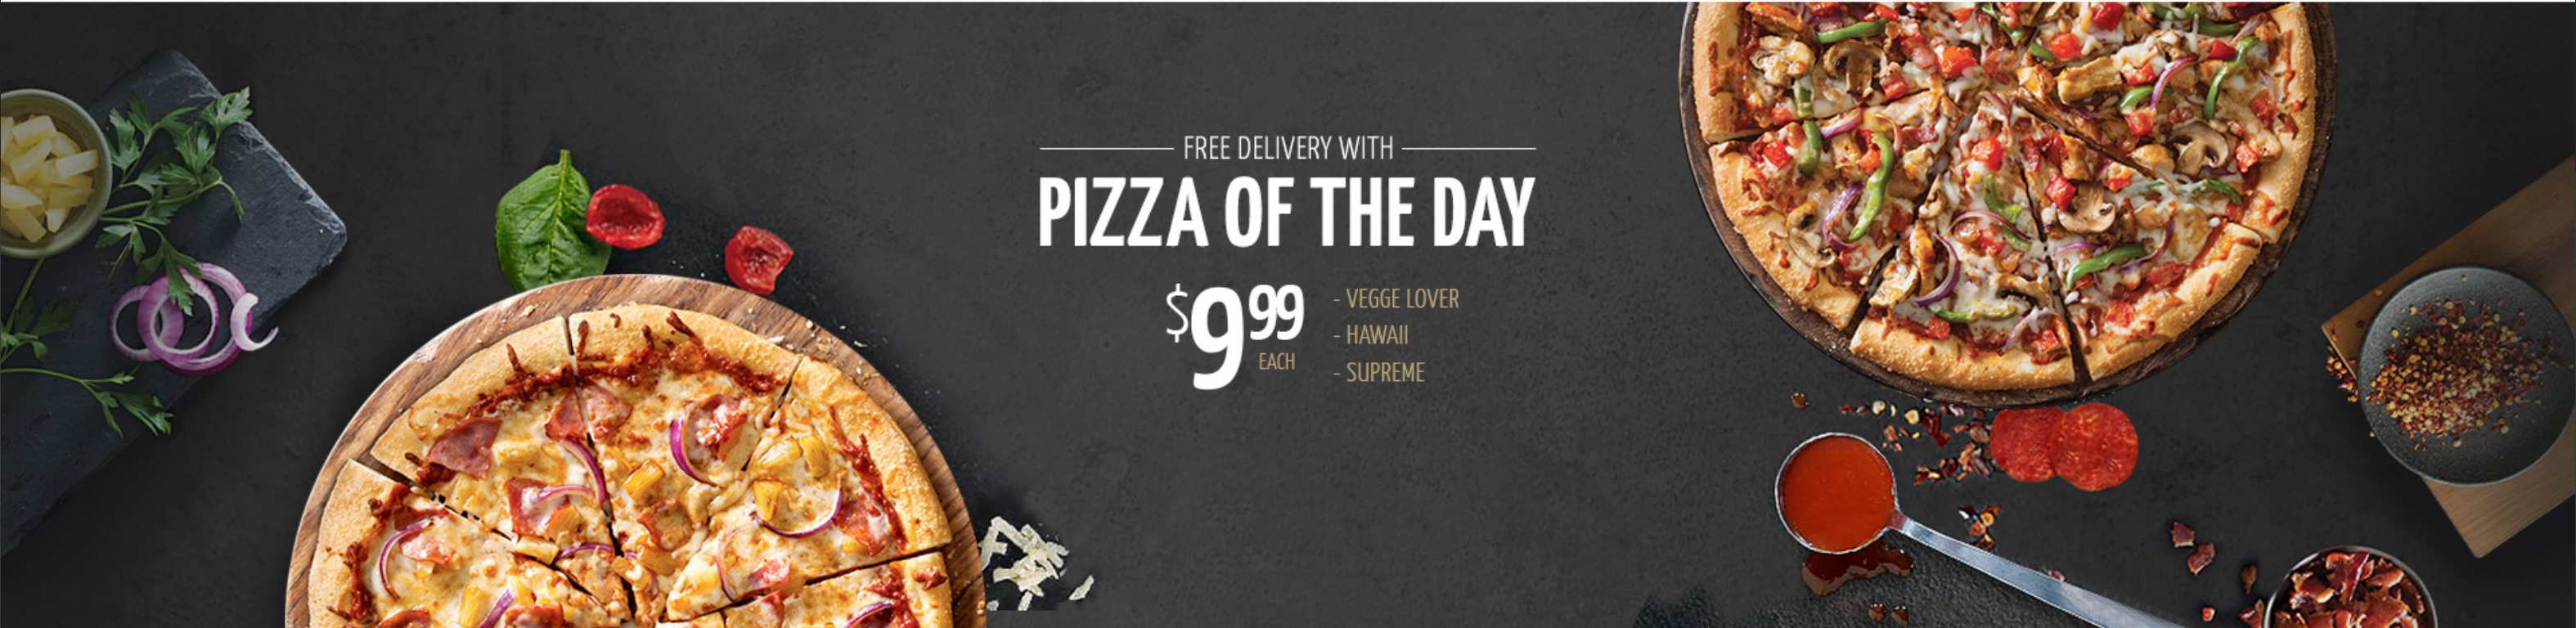 FREE DELIVERY WITH
PIZZA OF THE DAY
$9.99
EACH
- VEGGE LOVER
- HAWAII
- SUPREME